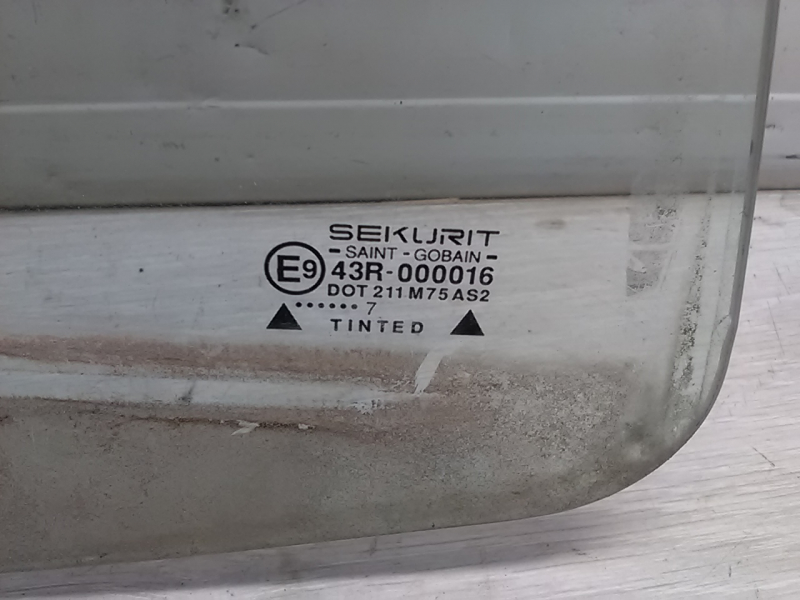 SEKURIT
- SAINT - GOBAIN -
E9 43R-000016
DOT 211 M75 AS2
...... 7
TINTED